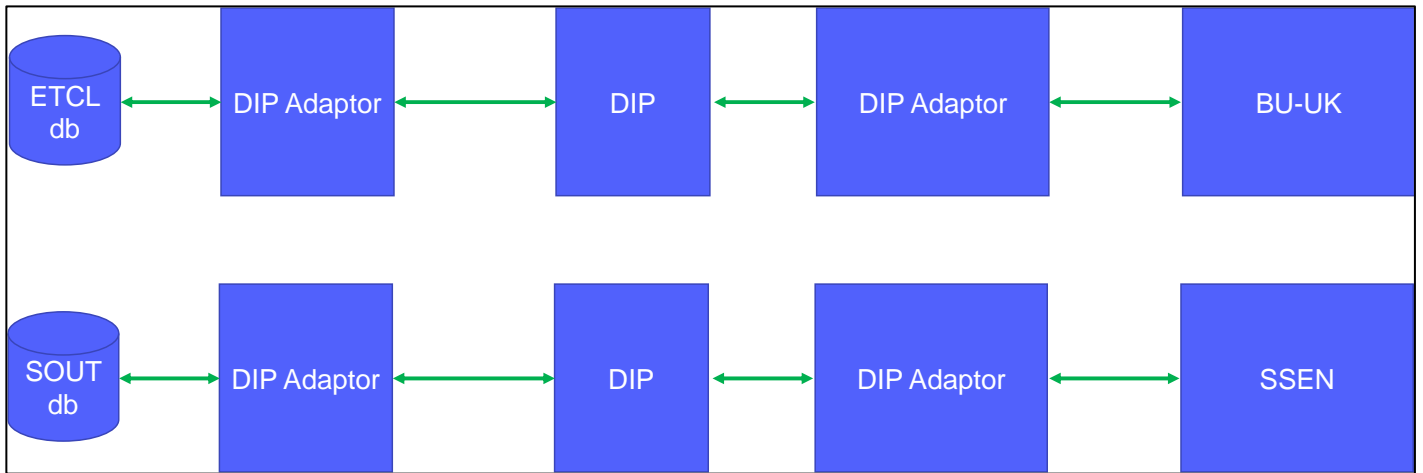 ETCL
db
DIP Adaptor
DIP
DIP Adaptor
BU-UK
SOUT
db
DIP Adaptor
DIP
DIP Adaptor
SSEN